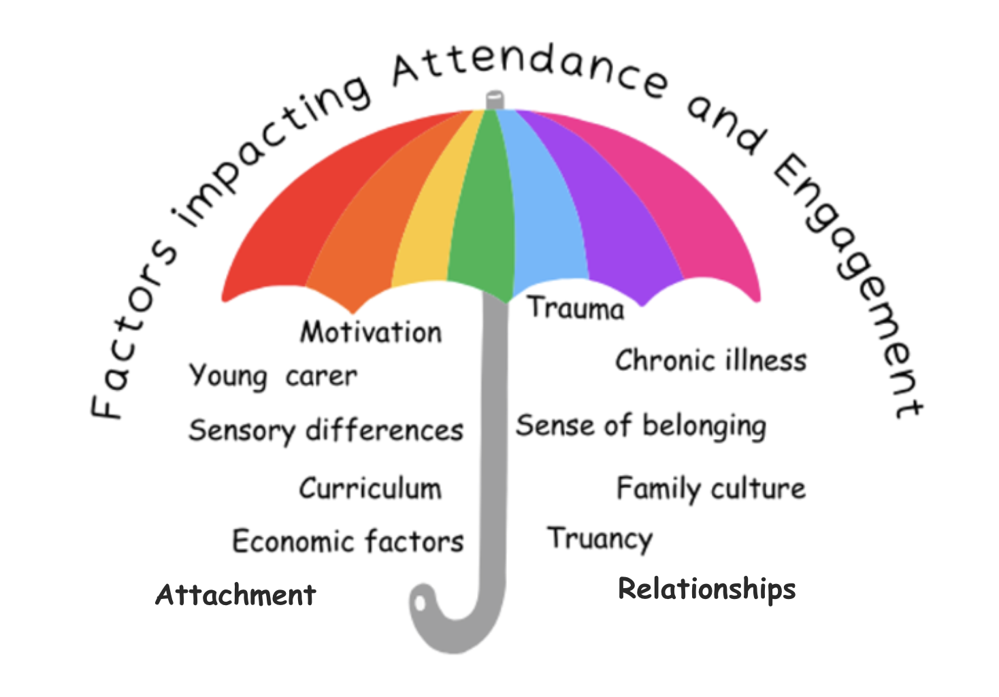 Factors impacting Attendance and Engagement
Motivation
Young carer
Sensory differences
Curriculum
Economic factors
Attachment
Trauma
Chronic illness
Sense of belonging
Family culture
Truancy
Relationships